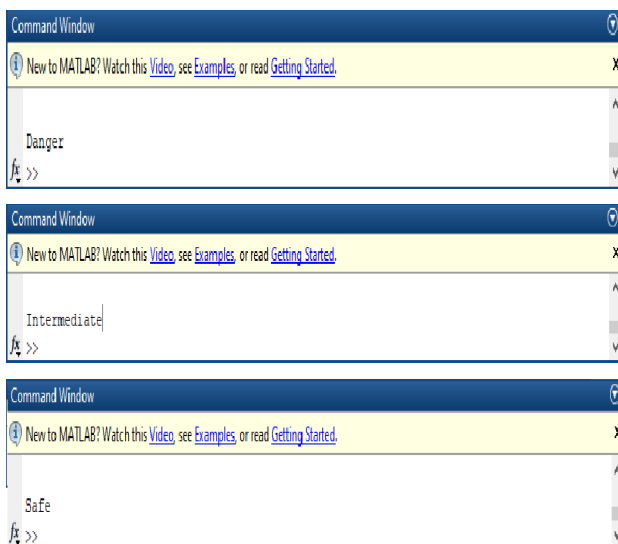 Command Window
New to MATLAB? Watch this Video, see Examples, or read Getting Started.
Danger
fx >>
Command Window
New to MATLAB? Watch this Video, see Examples, or read Getting Started.
Intermediate
fx >>
Command Window
New to MATLAB? Watch this Video, see Examples, or read Getting Started.
Safe
fx >>